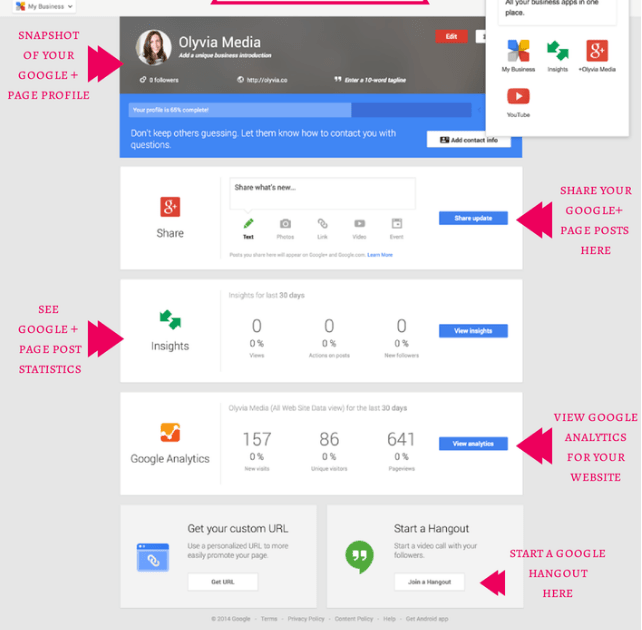 My Business
All your business apps in one
place.
My Business
Insights
+Olyvia Media
YouTube
SNAPSHOT
OF YOUR
GOOGLE +
PAGE PROFILE
Olyvia Media
Add a unique business introduction
Edit
0 followers
http://olyvia.co
Enter a 10-word tagline
Your profile is 68% complete!
Don't keep others guessing. Let them know how to contact you with
questions.
Add contact info
Share
Share what's new...
Text
Photos
Link
Video
Event
Posts you share here will appear on Google+ and Google.com. Learn More
Share update
SHARE YOUR
GOOGLE+
PAGE POSTS
HERE
SEE
GOOGLE +
PAGE POST
STATISTICS
Insights
Insights for last 30 days
0
0 %
Views
0
0 %
Actions on posts
0
0 %
New followers
View insights
Google Analytics
Olyvia Media (All Web Site Data view) for the last 30 days
157
0 %
New visits
86
0 %
Unique visitors
641
0 %
Pageviews
View analytics
VIEW GOOGLE
ANALYTICS
FOR YOUR
WEBSITE
Get your custom URL
Use a personalized URL to more
easily promote your page.
Get URL
Start a Hangout
Start a video call with your
followers.
Join a Hangout
START A GOOGLE
HANGOUT
HERE
© 2014 Google - Terms - Privacy Policy - Content Policy - Help - Get Android app